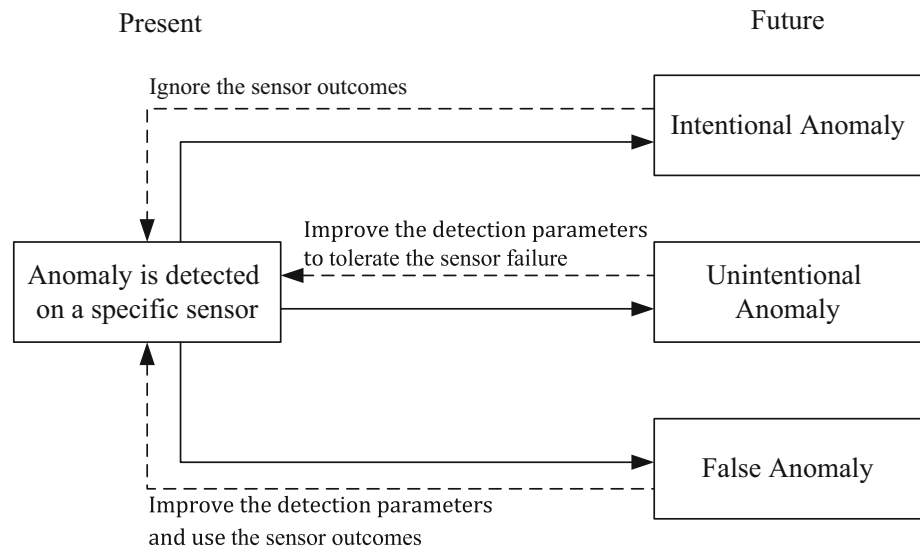 Present
Future
Ignore the sensor outcomes
Intentional Anomaly
Improve the detection parameters
to tolerate the sensor failure
Anomaly is detected
on a specific sensor
Unintentional
Anomaly
False Anomaly
Improve the detection parameters
and use the sensor outcomes